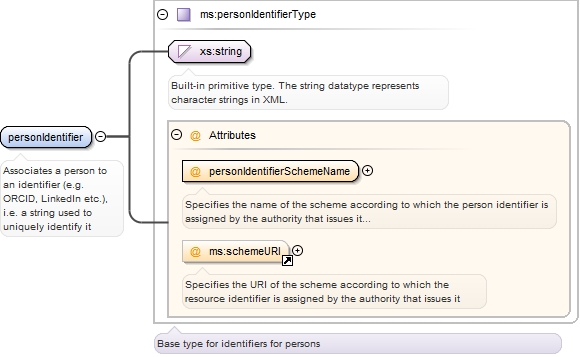 ms:personIdentifierType
xs:string
Built-in primitive type. The string datatype represents
character strings in XML.
personIdentifier
Associates a person to
an identifier (e.g.
ORCID, LinkedIn etc.),
i.e. a string used to
uniquely identify it
@ Attributes
@ personIdentifierSchemeName
Specifies the name of the scheme according to which the person identifier is
assigned by the authority that issues it...
@ ms:schemeURI
Specifies the URI of the scheme according to which the
resource identifier is assigned by the authority that issues it
Base type for identifiers for persons